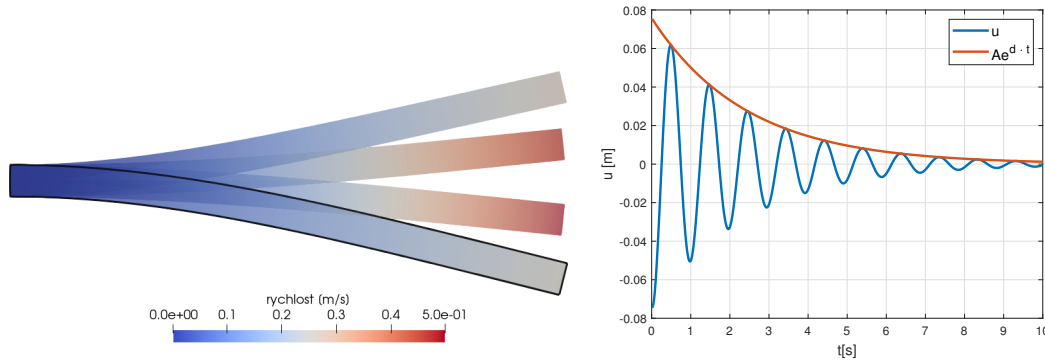 rychlost (m/s)
0.0e+00 0.1 0.2 0.3 0.4 5.0e-01
u [m]
0.08
0.06
0.04
0.02
0
-0.02
-0.04
-0.06
-0.08
0 1 2 3 4 5 6 7 8 9 10
t[s]
u
Ae^{d · t}